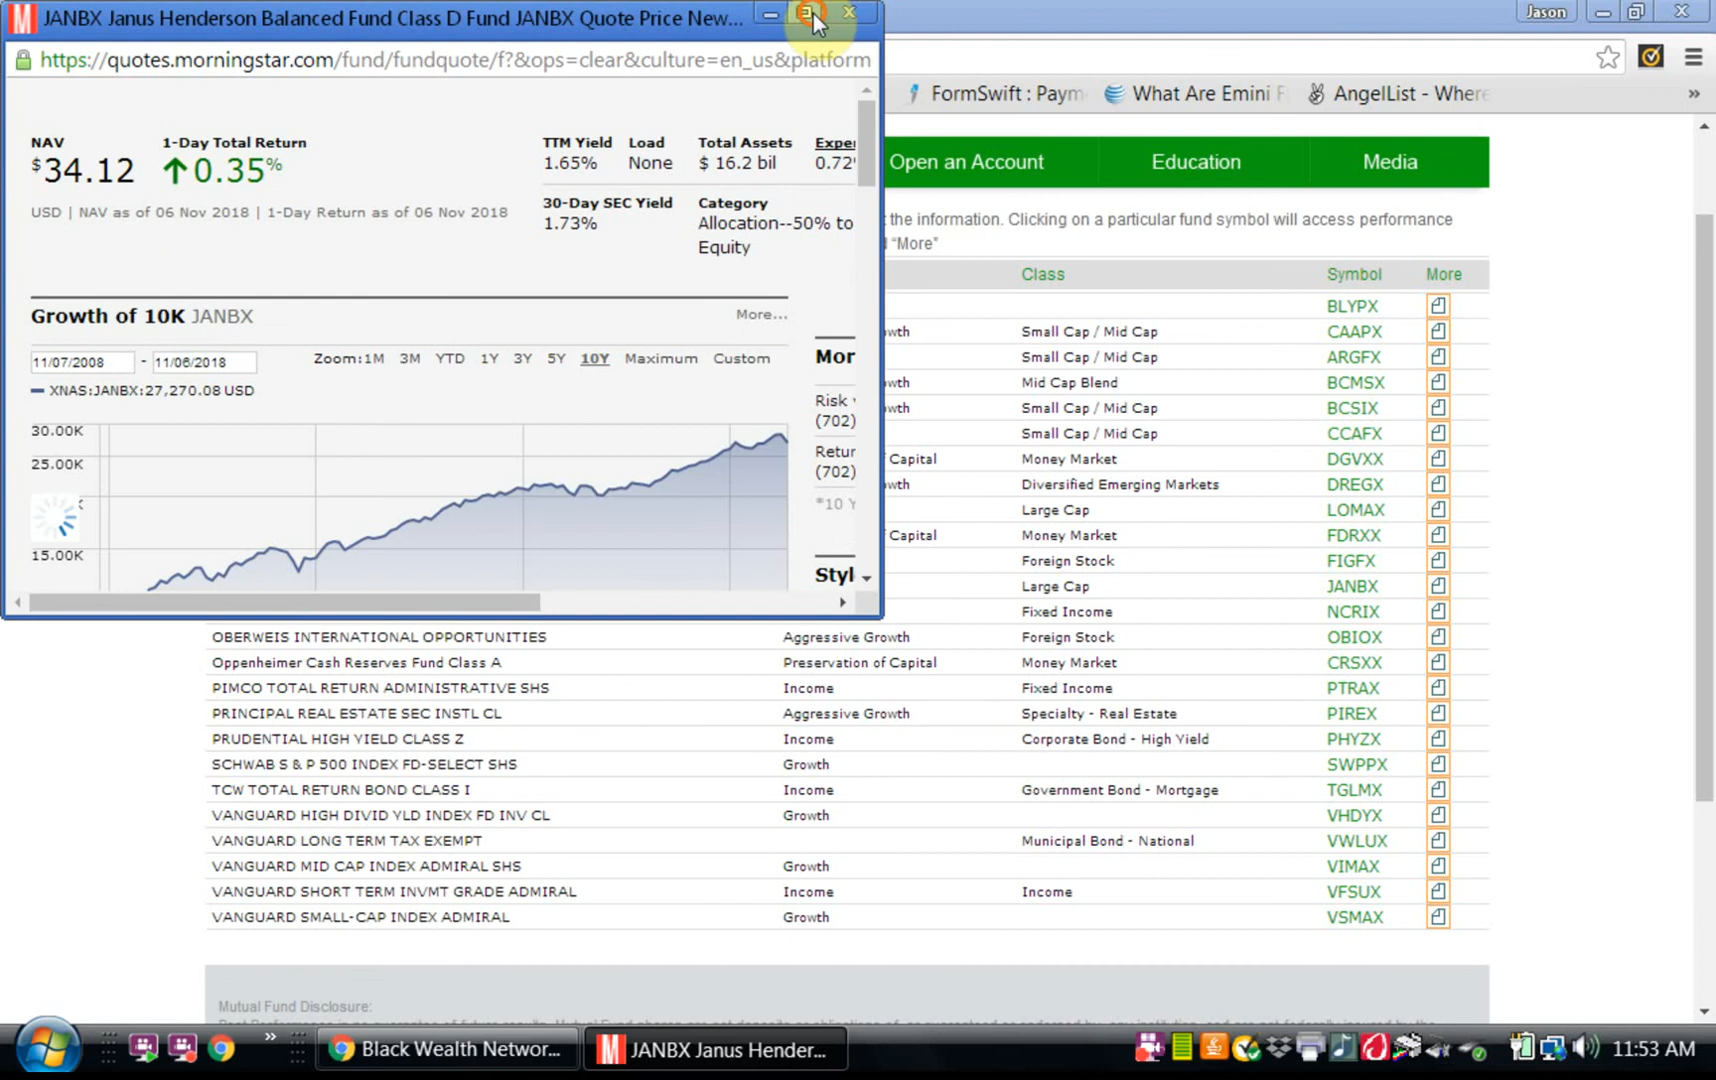 JANBX Janus Henderson Balanced Fund Class D Fund JANBX Quote Price New...
Jason
https://quotes.morningstar.com/fund/fundquote/f?&ops=clear&culture=en_us&platform
FormSwift : Paym
What Are Emini F
AngelList - Where
»
NAV
1-Day Total Return
TTM Yield
Load
Total Assets
Exper
$34.12
0.35%
1.65%
None
$ 16.2 bil
0.72
30-Day SEC Yield
Category
USD | NAV as of 06 Nov 2018 | 1-Day Return as of 06 Nov 2018
1.73%
Allocation--50% to
Equity
Open an Account
Education
Media
the information. Clicking on a particular fund symbol will access performance
d “More”
Class
Symbol
More
Growth of 10K JANBX
More...
11/07/2008 - 11/06/2018
Zoom: 1M 3M YTD 1Y 3Y 5Y 10Y Maximum Custom
XNAS:JANBX:27,270.08 USD
30.00K
25.00K
15.00K
Mor
Risk v
(702)
Retur
(702)
*10 Y
Styl
BLYPX
wth Small Cap / Mid Cap CAAPX
Small Cap / Mid Cap ARGFX
wth Mid Cap Blend BCMSX
wth Small Cap / Mid Cap BCSIX
Small Cap / Mid Cap CCAFX
f Capital Money Market DGVXX
wth Diversified Emerging Markets DREGX
Large Cap LOMAX
f Capital Money Market FDRXX
Foreign Stock FIGFX
Large Cap JANBX
Fixed Income NCRIX
OBERWEIS INTERNATIONAL OPPORTUNITIES Aggressive Growth Foreign Stock OBIOX
Oppenheimer Cash Reserves Fund Class A Preservation of Capital Money Market CRSXX
PIMCO TOTAL RETURN ADMINISTRATIVE SHS Income Fixed Income PTRAX
PRINCIPAL REAL ESTATE SEC INSTL CL Aggressive Growth Specialty - Real Estate PIREX
PRUDENTIAL HIGH YIELD CLASS Z Income Corporate Bond - High Yield PHYZX
SCHWAB S & P 500 INDEX FD-SELECT SHS Growth SWPPX
TCW TOTAL RETURN BOND CLASS I Income Government Bond - Mortgage TGLMX
VANGUARD HIGH DIVID YLD INDEX FD INV CL Growth VHDYX
VANGUARD LONG TERM TAX EXEMPT Municipal Bond - National VWLUX
VANGUARD MID CAP INDEX ADMIRAL SHS Growth VIMAX
VANGUARD SHORT TERM INVMT GRADE ADMIRAL Income Income VFSUX
VANGUARD SMALL-CAP INDEX ADMIRAL Growth VSMAX
Mutual Fund Disclosure:
»
Black Wealth Networ...
JANBX Janus Hender...
11:53 AM